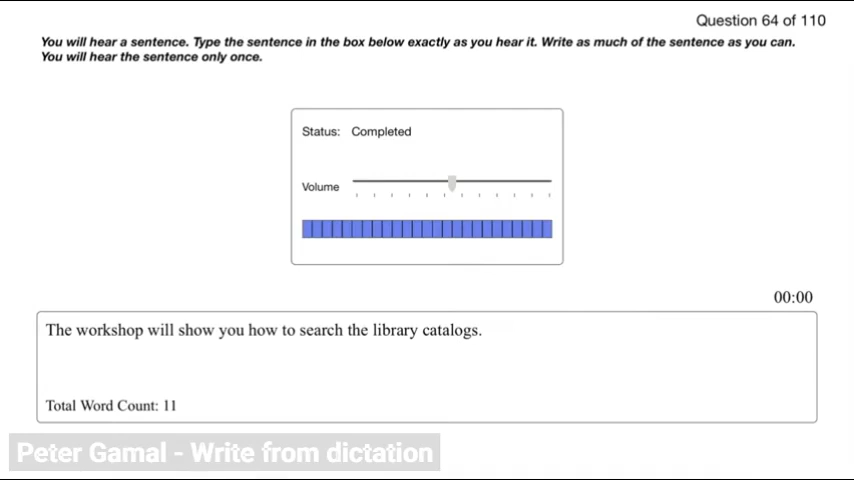 Question 64 of 110
You will hear a sentence. Type the sentence in the box below exactly as you hear it. Write as much of the sentence as you can.
You will hear the sentence only once.
Status: Completed
Volume
00:00
The workshop will show you how to search the library catalogs.
Total Word Count: 11
Peter Gamal - Write from dictation